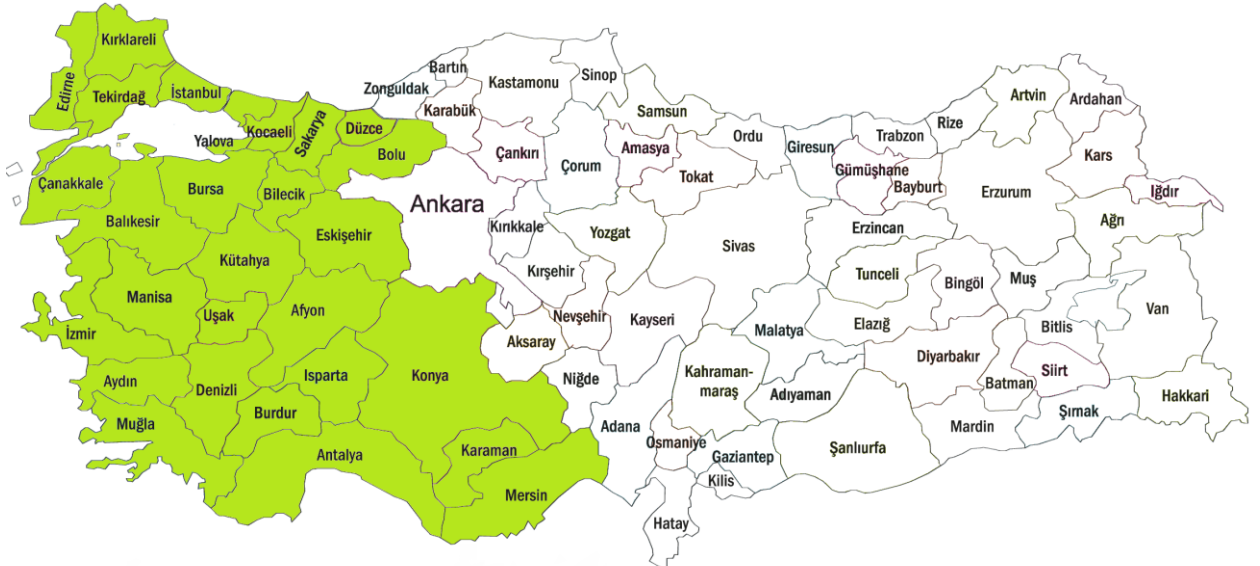 Kırklareli
Edirne
Tekirdağ
İstanbul
Yalova
Kocaeli
Sakarya
Düzce
Bolu
Zonguldak
Bartın
Karabük
Kastamonu
Sinop
Çankırı
Çorum
Samsun
Amasya
Tokat
Ordu
Giresun
Trabzon
Gümüşhane
Bayburt
Rize
Artvin
Ardahan
Kars
Iğdır
Erzurum
Ağrı
Çanakkale
Balıkesir
Bursa
Bilecik
Eskişehir
Ankara
Kırıkkale
Yozgat
Sivas
Erzincan
Tunceli
Bingöl
Muş
Kütahya
Manisa
Uşak
Afyon
Kırşehir
Nevşehir
Kayseri
Malatya
Elazığ
Bitlis
Van
İzmir
Aydın
Denizli
Isparta
Konya
Aksaray
Niğde
Kahraman-
maraş
Adıyaman
Diyarbakır
Batman
Siirt
Hakkari
Şırnak
Mardin
Muğla
Burdur
Antalya
Karaman
Mersin
Adana
Osmaniye
Gaziantep
Kilis
Şanlıurfa
Hatay